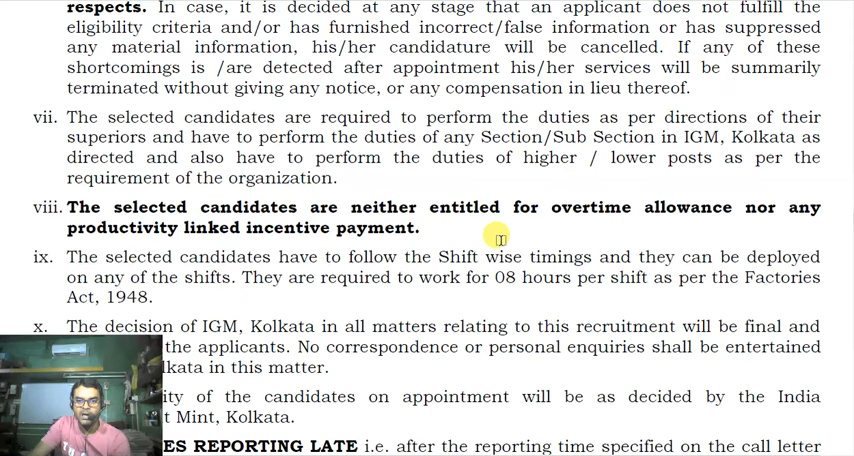 respects. In case, it is decided at any stage that an applicant does not fulfill the
eligibility criteria and/or has furnished incorrect/false information or has suppressed
any material information, his/her candidature will be cancelled. If any of these
shortcomings is /are detected after appointment his/her services will be summarily
terminated without giving any notice, or any compensation in lieu thereof.
vii. The selected candidates are required to perform the duties as per directions of their
superiors and have to perform the duties of any Section/Sub Section in IGM, Kolkata as
directed and also have to perform the duties of higher / lower posts as per the
requirement of the organization.
viii. The selected candidates are neither entitled for overtime allowance nor any
productivity linked incentive payment.
ix. The selected candidates have to follow the Shift wise timings and they can be deployed
on any of the shifts. They are required to work for 08 hours per shift as per the Factories
Act, 1948.
x. The decision of IGM, Kolkata in all matters relating to this recruitment will be final and
the applicants. No correspondence or personal enquiries shall be entertained
lkata in this matter.
ity of the candidates on appointment will be as decided by the India
t Mint, Kolkata.
ES REPORTING LATE i.e. after the reporting time specified on the call letter